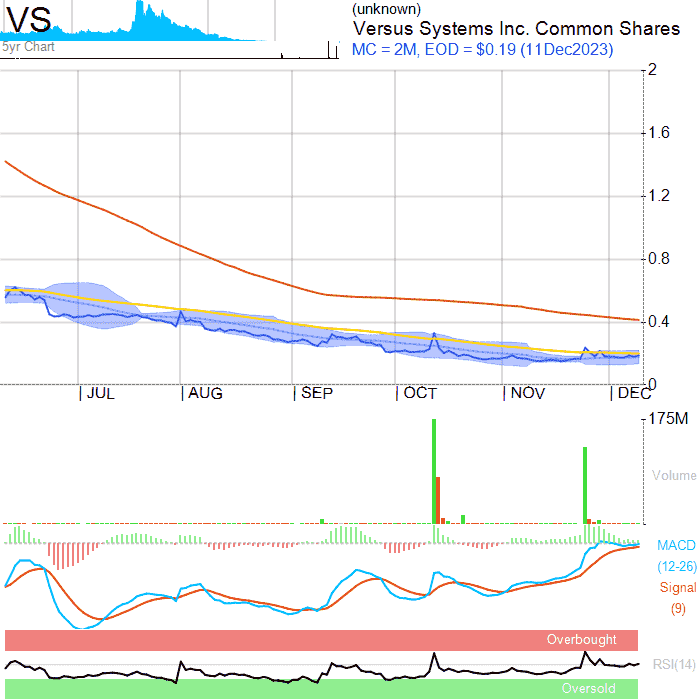 VS
(unknown)
Versus Systems Inc. Common Shares
5yr Chart
MC = 2M, EOD = $0.19 (11Dec2023)
2
1.6
1.2
0.8
0.4
0
| JUL | AUG | SEP | OCT | NOV | DEC
175M
Volume
MACD
(12-26)
Signal
(9)
Overbought
RSI(14)
Oversold